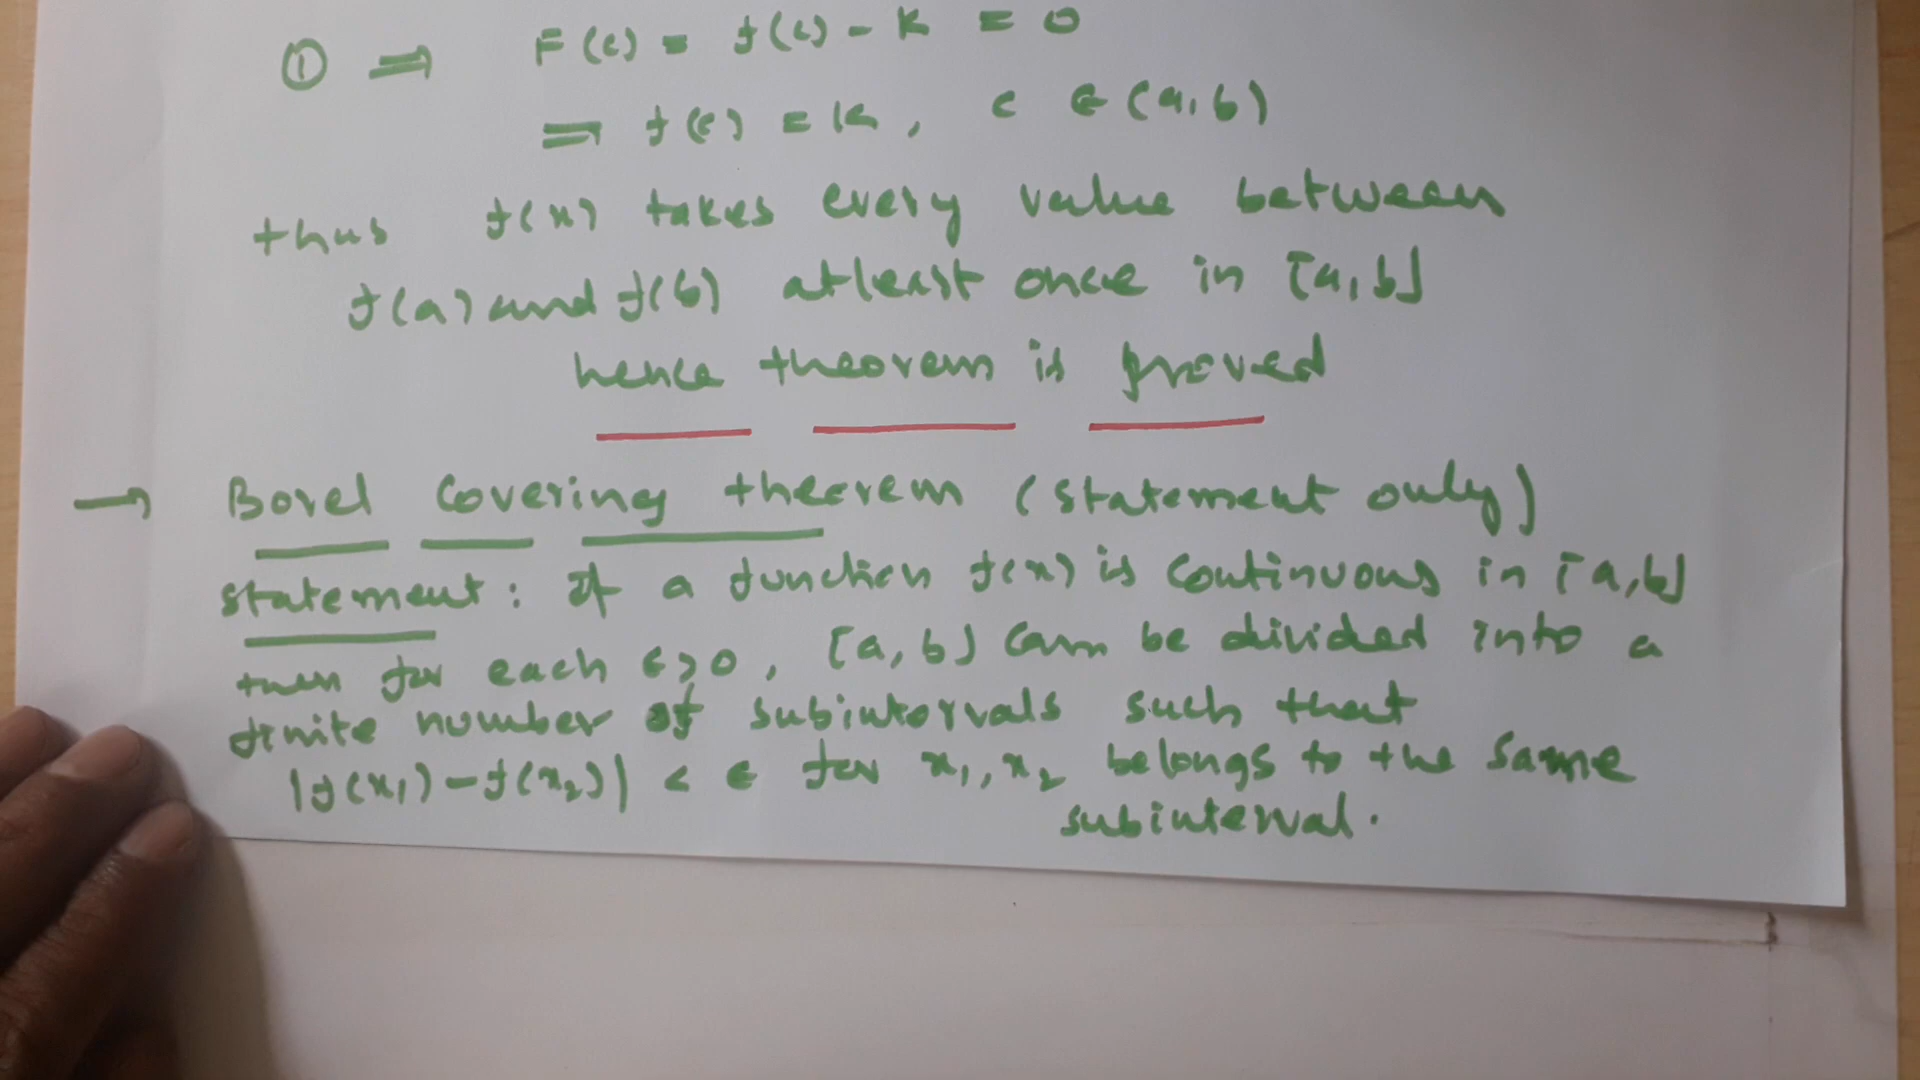 ① ⇒ F(c) = f(c) - K = 0
⇒ f(c) = K, c ∈ (a,b)
thus f(x) takes every value between
f(a) and f(b) atleast once in [a,b]
hence theorem is proved
→ Borel Covering theorem (statement only)
statement: If a function f(x) is continuous in [a,b]
then for each ϵ>0, [a,b] can be divided into a
finite number of subintervals such that
|f(x₁)-f(x₂)| < ϵ for x₁, x₂ belongs to the same
subinterval.